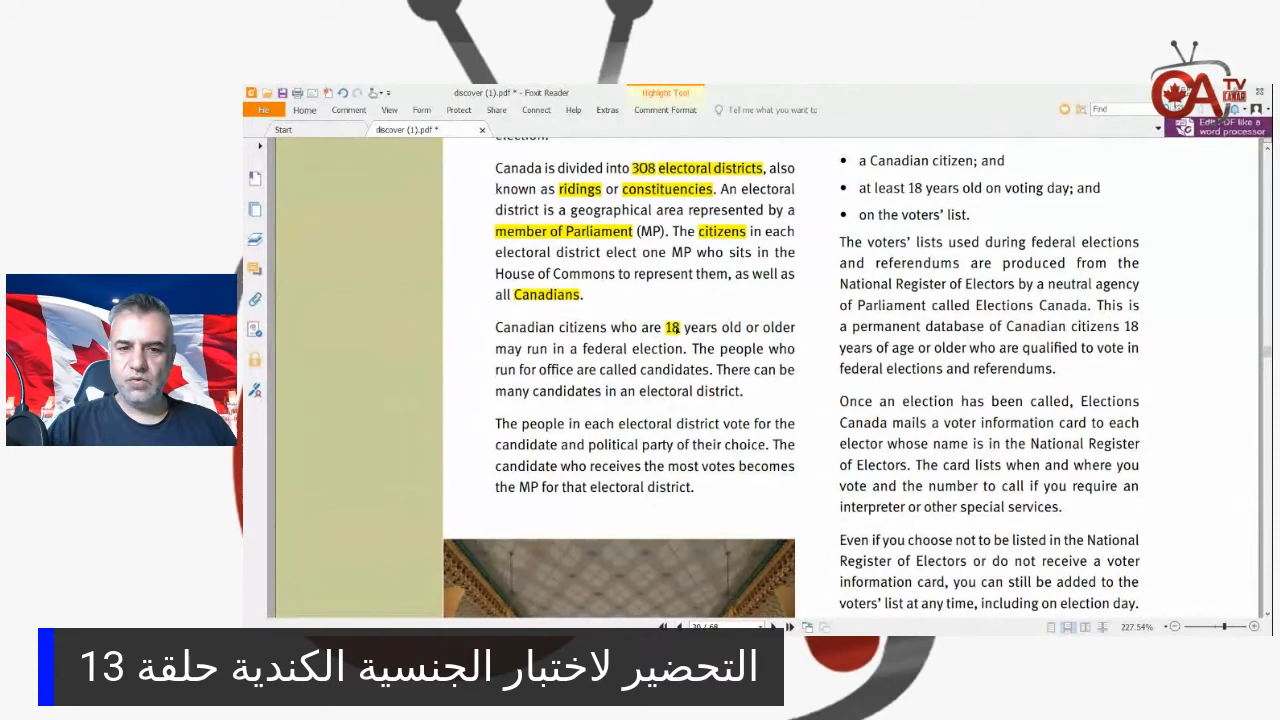 OA TV
CANAR
dscover (1).pdf * - Foxit Reader
Highlight Tool
File Home Comment View Form Protect Share Connect Help Extras Comment Format Tell me what you want to
Find
Start
dscover (1).pdf *
Edit PDF like a
word processor
election.
Canada is divided into 308 electoral districts, also
known as ridings or constituencies. An electoral
district is a geographical area represented by a
member of Parliament (MP). The citizens in each
electoral district elect one MP who sits in the
House of Commons to represent them, as well as
all Canadians.
Canadian citizens who are 18 years old or older
may run in a federal election. The people who
run for office are called candidates. There can be
many candidates in an electoral district.
The people in each electoral district vote for the
candidate and political party of their choice. The
candidate who receives the most votes becomes
the MP for that electoral district.
• a Canadian citizen; and
• at least 18 years old on voting day; and
• on the voters’ list.
The voters’ lists used during federal elections
and referendums are produced from the
National Register of Electors by a neutral agency
of Parliament called Elections Canada. This is
a permanent database of Canadian citizens 18
years of age or older who are qualified to vote in
federal elections and referendums.
Once an election has been called, Elections
Canada mails a voter information card to each
elector whose name is in the National Register
of Electors. The card lists when and where you
vote and the number to call if you require an
interpreter or other special services.
Even if you choose not to be listed in the National
Register of Electors or do not receive a voter
information card, you can still be added to the
voters’ list at any time, including on election day.
30 / 68
227.54%
التحضير لاختبار الجنسية الكندية حلقة 13